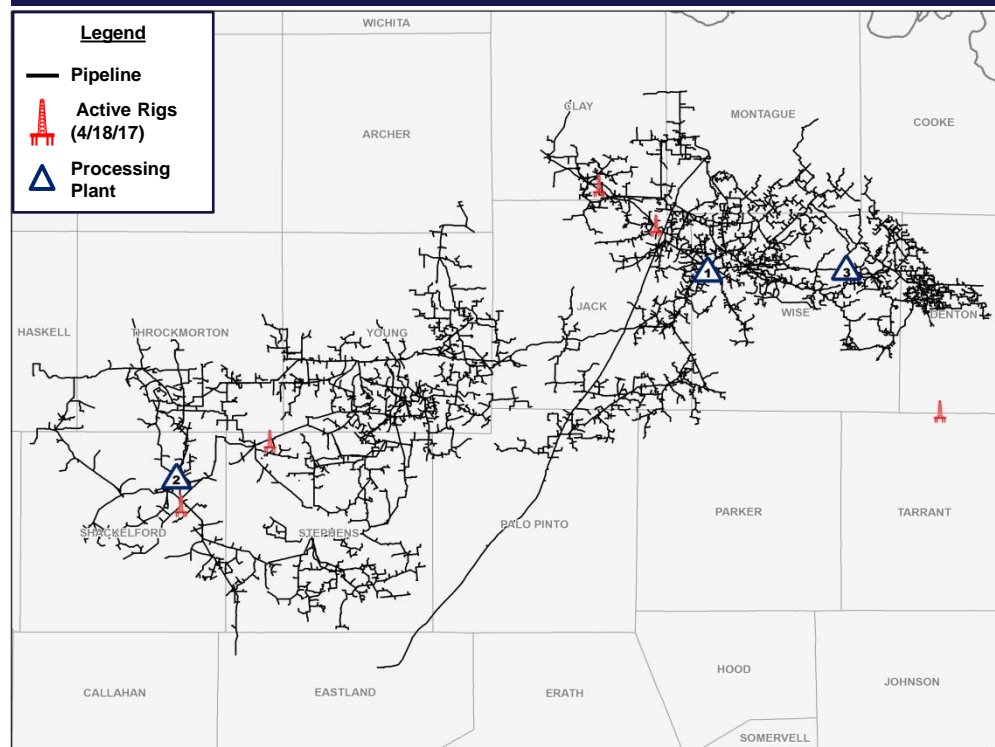 Legend
Pipeline
Active Rigs
(4/18/17)
Processing
Plant
WICHITA
CLAY
MONTAGUE
COOKE
ARCHER
1
3
JACK
WISE
DENTON
HASKELL
THROCKMORTON
YOUNG
2
SHACKELFORD
STEPHENS
PALO PINTO
PARKER
TARRANT
CALLAHAN
EASTLAND
ERATH
HOOD
JOHNSON
SOMERVELL